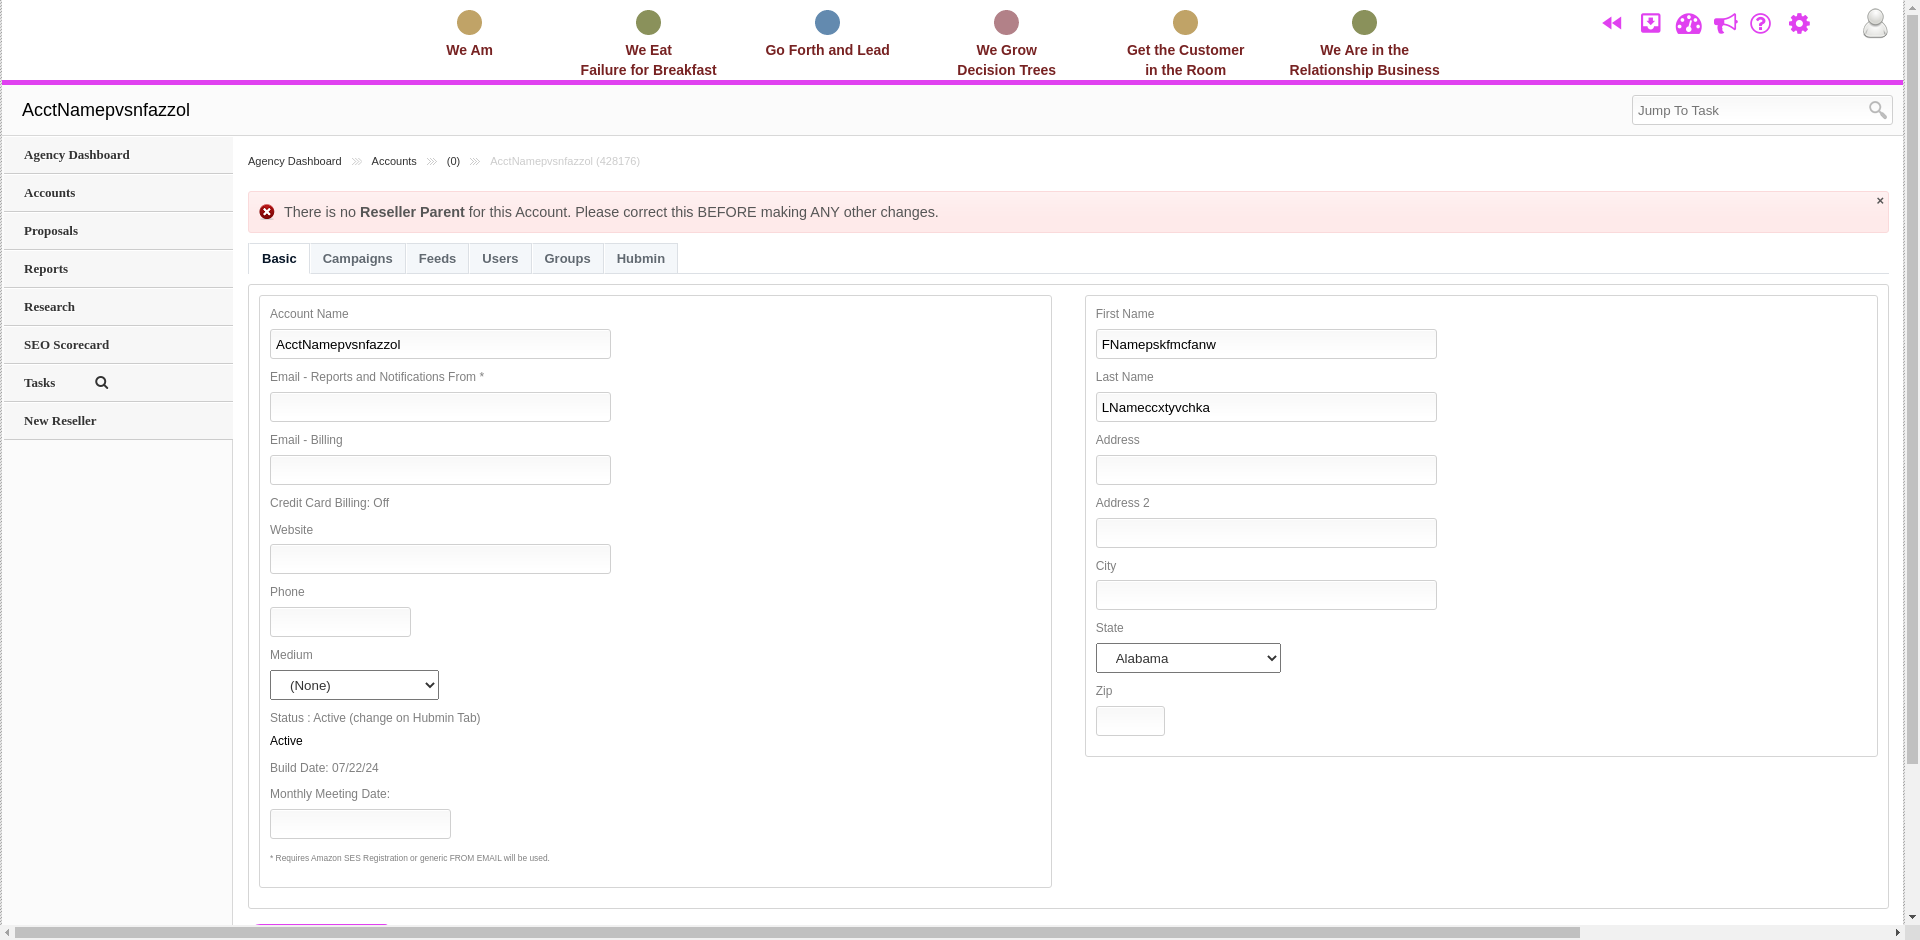 We Am
We Eat
Failure for Breakfast
Go Forth and Lead
We Grow
Decision Trees
Get the Customer
in the Room
We Are in the
Relationship Business
AcctNamepvsnfazzol
Jump To Task
Agency Dashboard
Accounts
Proposals
Reports
Research
SEO Scorecard
Tasks
New Reseller
Agency Dashboard Accounts (0) AcctNamepvsnfazzol (428176)
There is no Reseller Parent for this Account. Please correct this BEFORE making ANY other changes.
×
Basic Campaigns Feeds Users Groups Hubmin
Account Name
AcctNamepvsnfazzol
Email - Reports and Notifications From *
Email - Billing
Credit Card Billing: Off
Website
Phone
Medium
(None)
Status : Active (change on Hubmin Tab)
Active
Build Date: 07/22/24
Monthly Meeting Date:
* Requires Amazon SES Registration or generic FROM EMAIL will be used.
First Name
FNamepskfmcfanw
Last Name
LNameccxtyvchka
Address
Address 2
City
State
Alabama
Zip